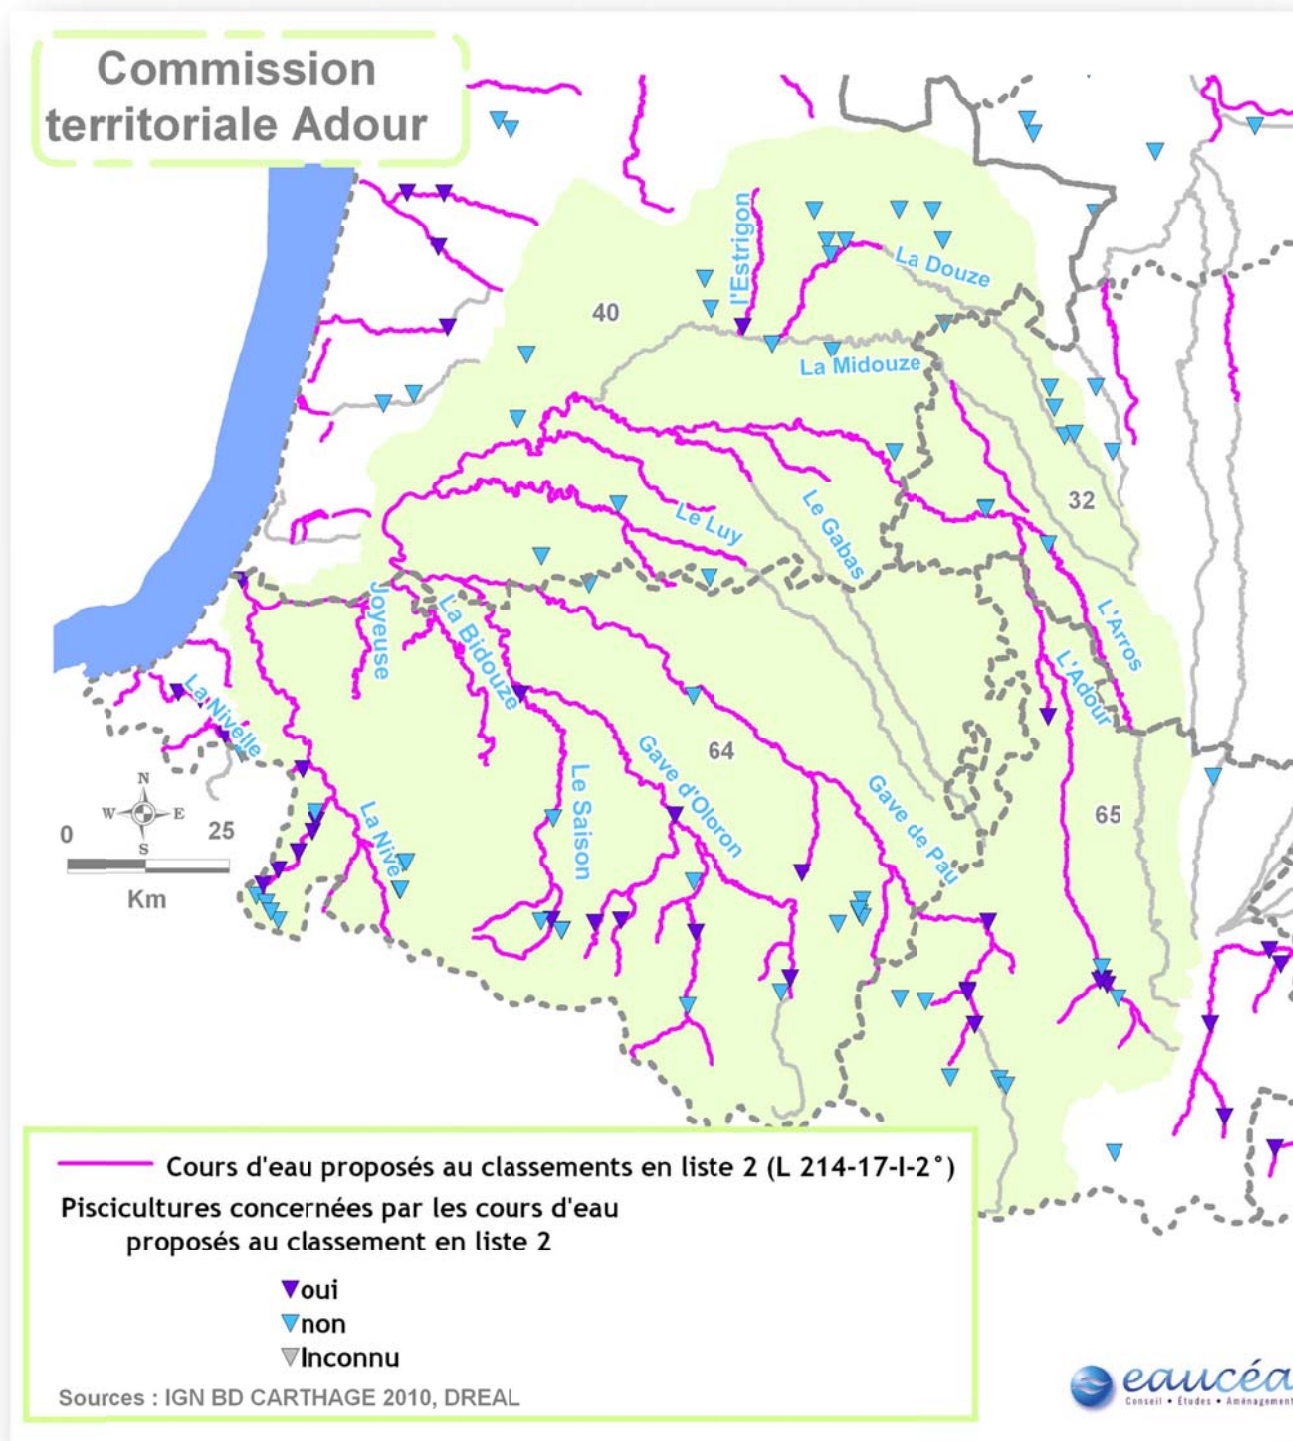 Commission
territoriale Adour
l'Estrigon
La Douze
40
La Midouze
32
Le Luy
Le Gabas
Joyeuse
La Bidouze
L'Arros
L'Adour
La Nivelle
64
Gave d'Oloron
Le Saison
Gave de Pau
La Nive
65
N
W E
S
0 25
Km
Cours d'eau proposés au classements en liste 2 (L 214-17-I-2°)
Piscicultures concernées par les cours d'eau
proposés au classement en liste 2
oui
non
Inconnu
Sources : IGN BD CARTHAGE 2010, DREAL
eaucéa
Conseil • Études • Aménagement